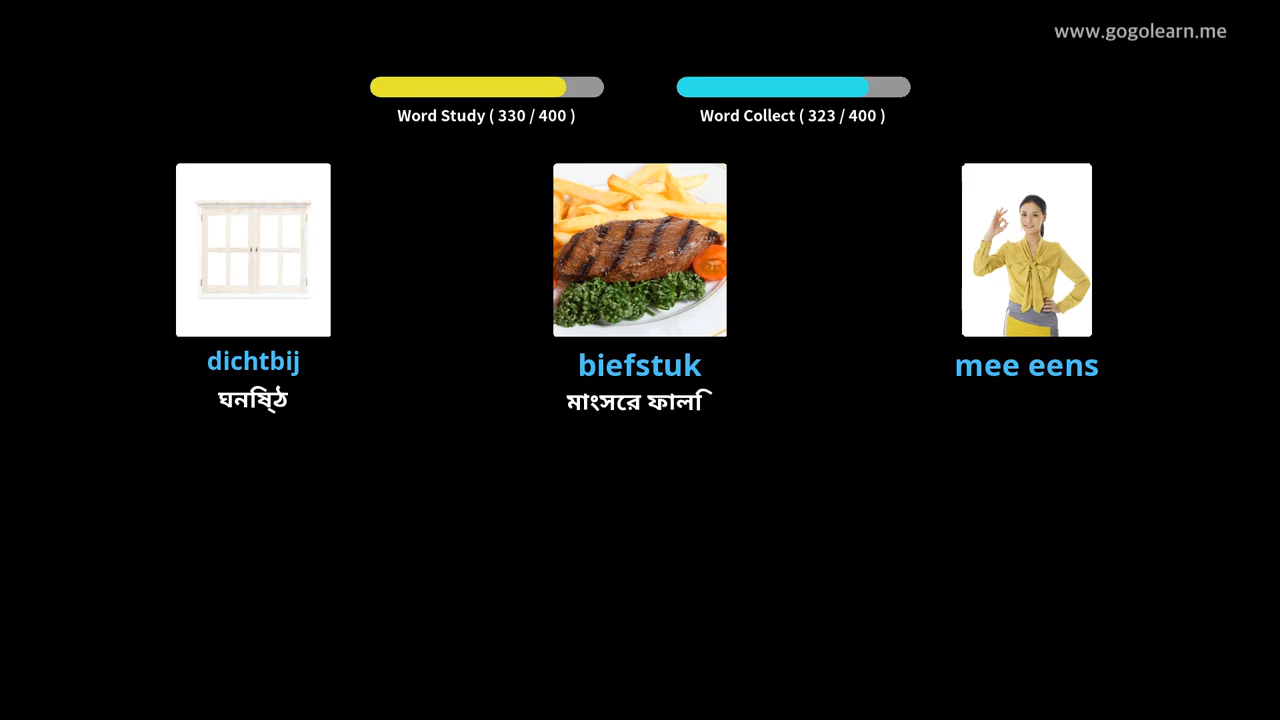 www.gogolearn.me
Word Study ( 330 / 400 )
Word Collect ( 323 / 400 )
dichtbij
ঘনিষ্ঠ
biefstuk
মাংসের ফালি
mee eens